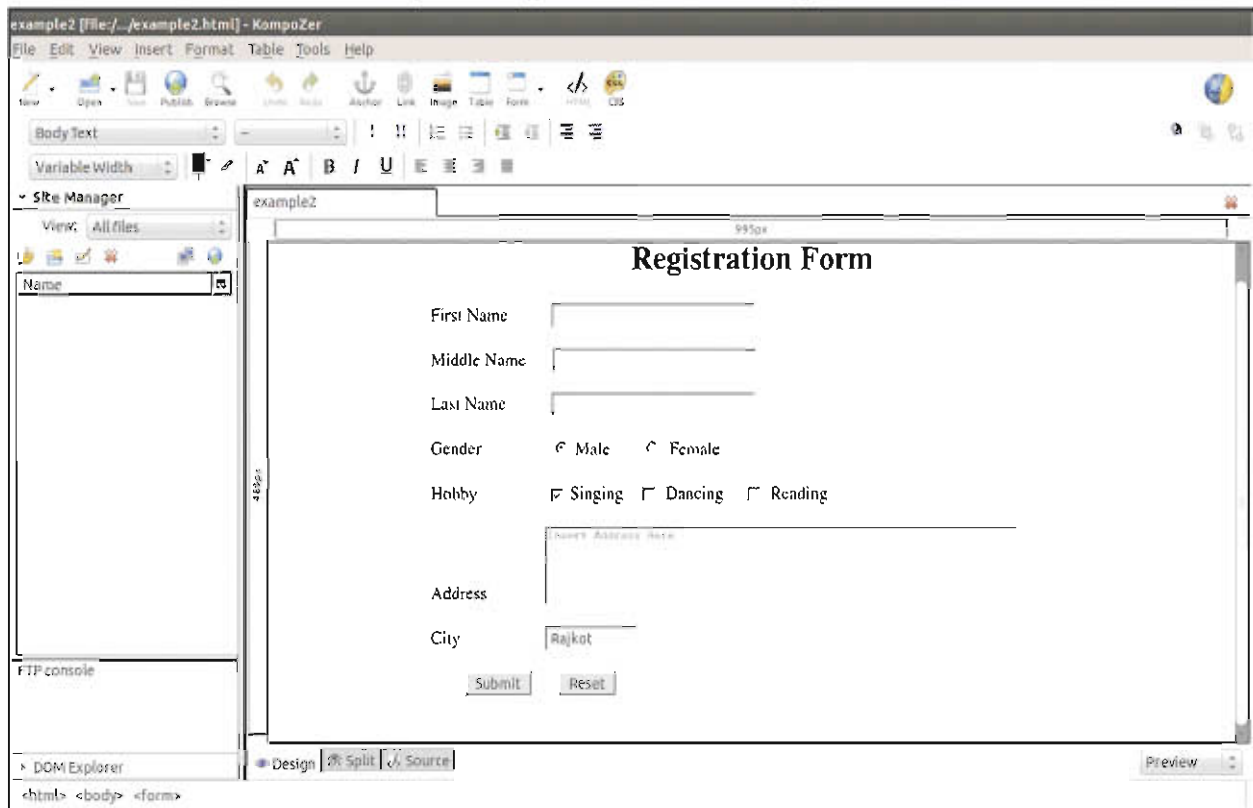 example2 [file:/.../example2.html] - KompoZer
File Edit View Insert Format Table Tools Help
New Open Save Publish Browse Undo Redo Anchor Link Image Table Form HTML CSS
Body Text
Variable Width
B I U
Site Manager
View: All files
Name
example2
995px
Registration Form
First Name
Middle Name
Last Name
Gender Male Female
Hobby Singing Dancing Reading
Insert Address Here
Address
City Rajkot
Submit Reset
FTP console
DOM Explorer
Design Split Source
Preview
<html> <body> <form>